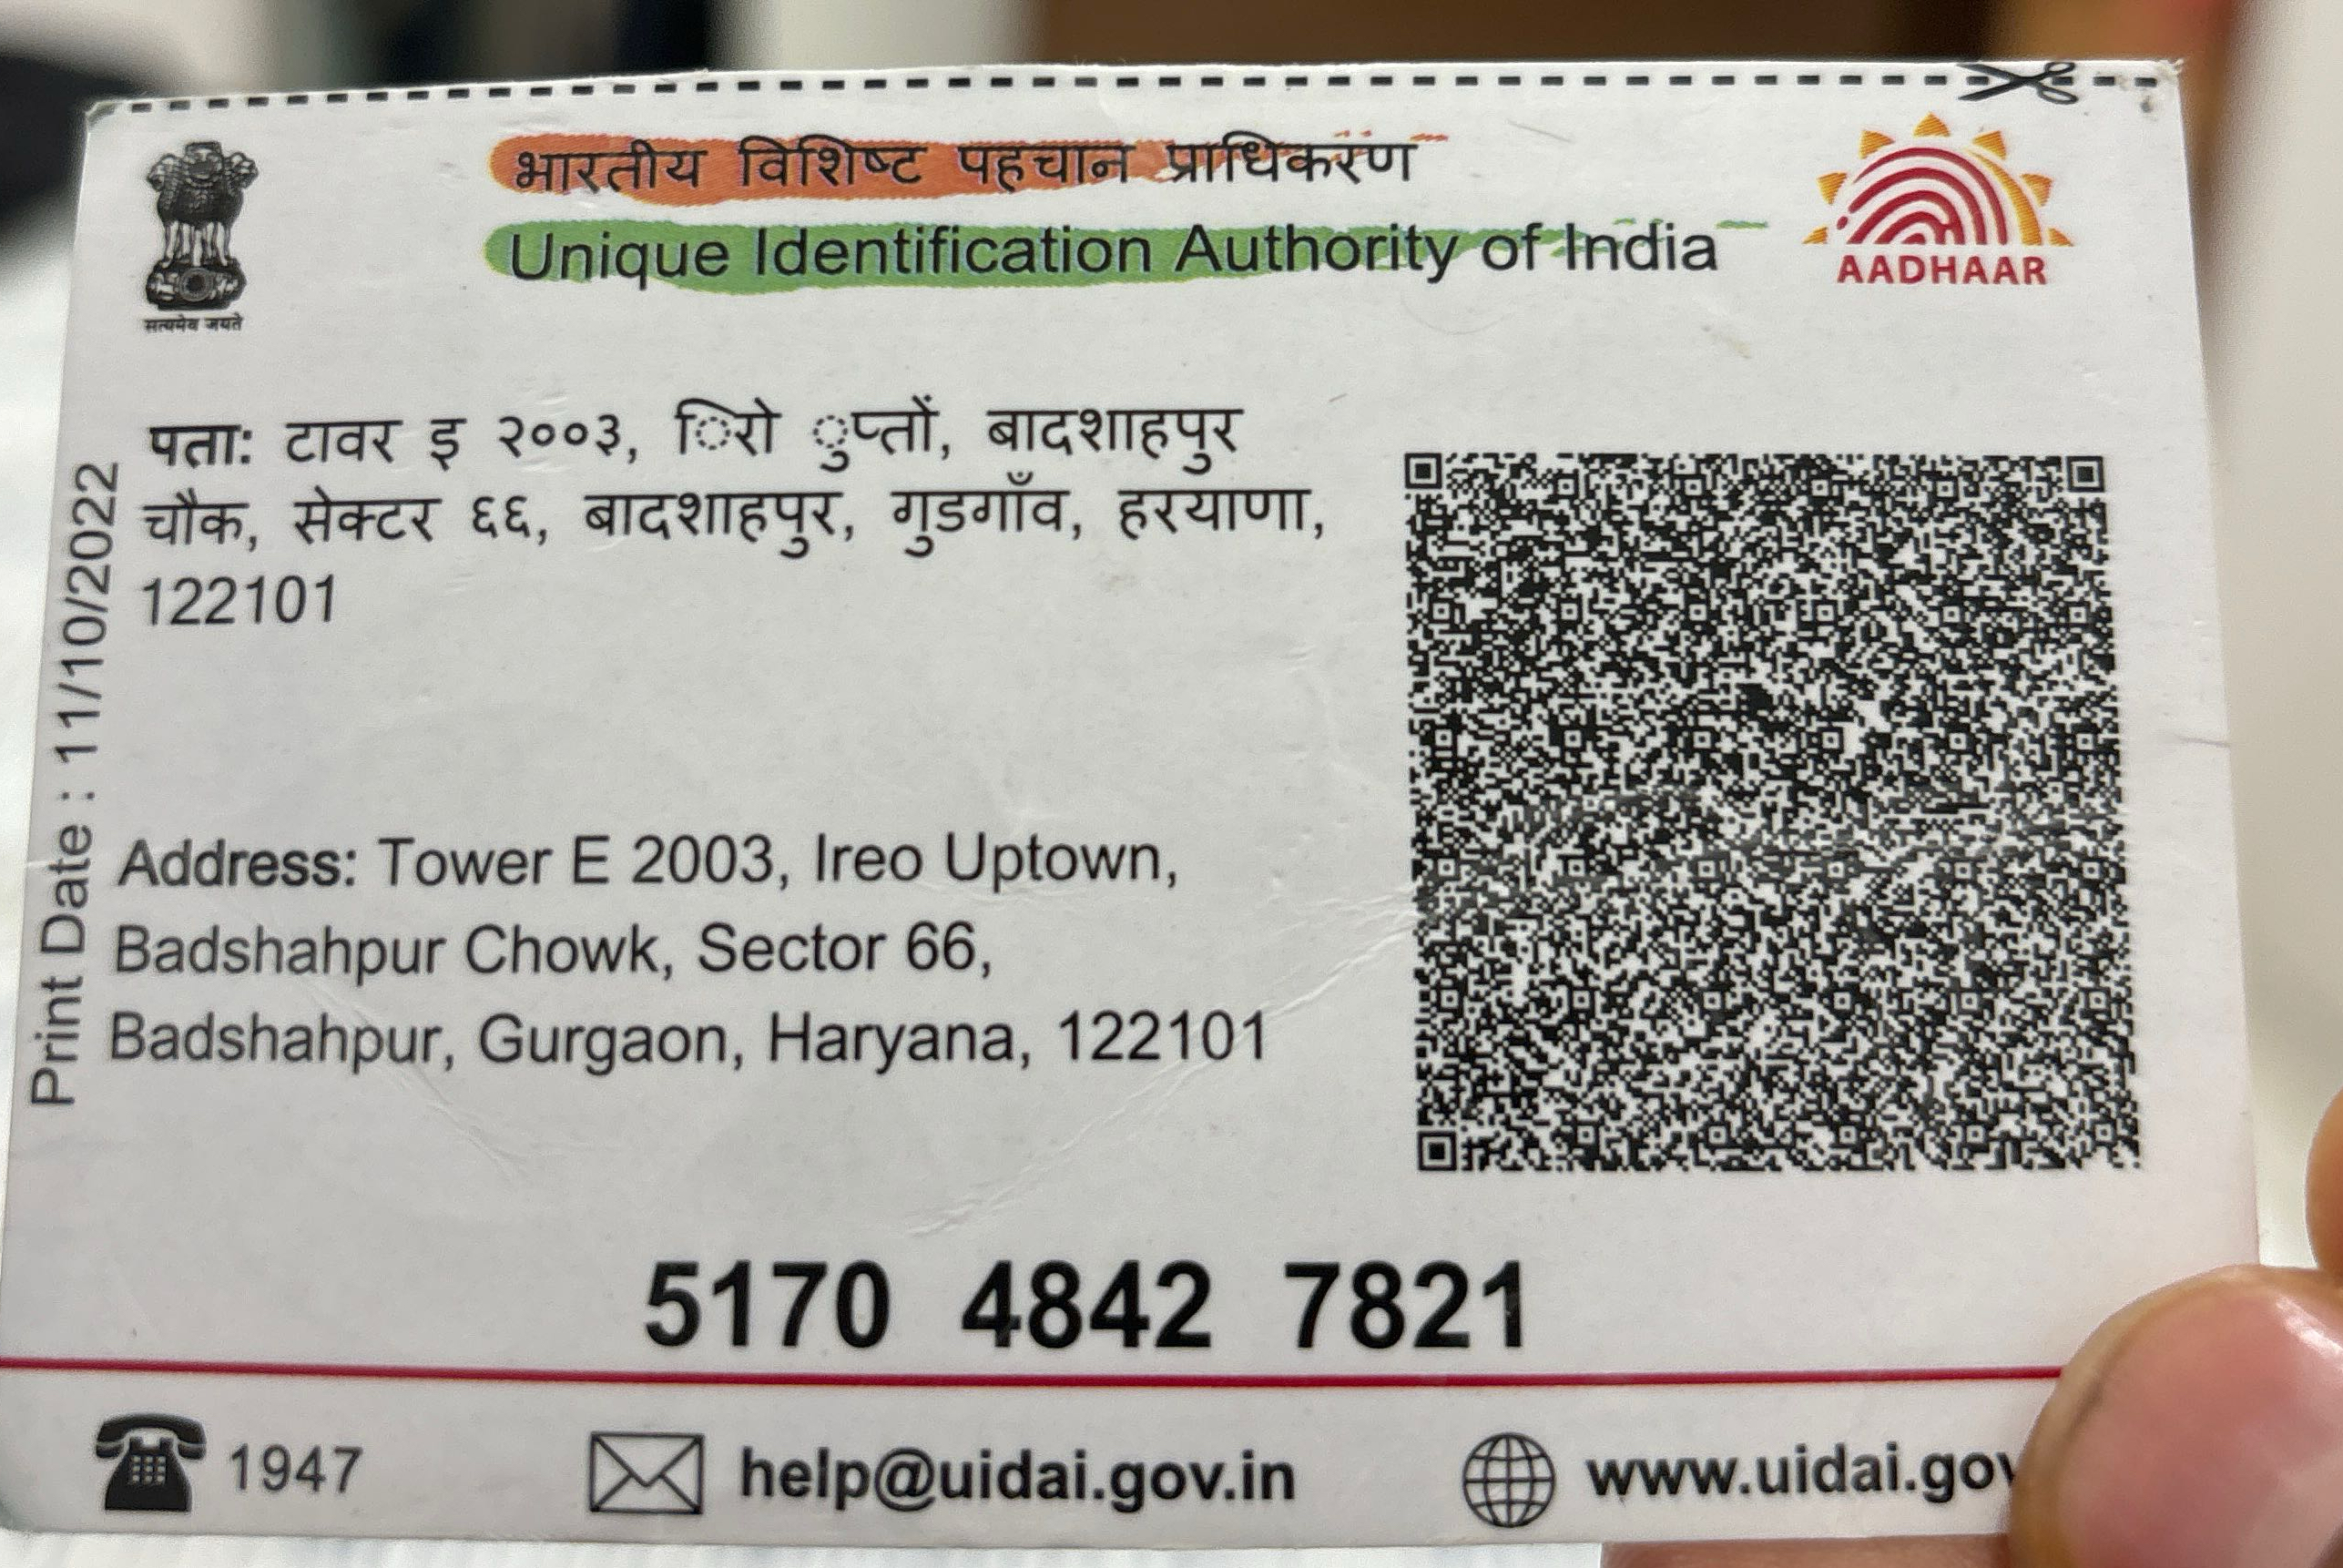 भारतीय विशिष्ट पहचान प्राधिकरण
Unique Identification Authority of India
AADHAAR
सत्यमेव जयते
पता: टावर इ २००३, िरो ुप्तों, बादशाहपुर
चौक, सेक्टर ६६, बादशाहपुर, गुडगाँव, हरयाणा,
122101
Print Date : 11/10/2022
Address: Tower E 2003, Ireo Uptown,
Badshahpur Chowk, Sector 66,
Badshahpur, Gurgaon, Haryana, 122101
5170 4842 7821
1947
help@uidai.gov.in
www.uidai.gov